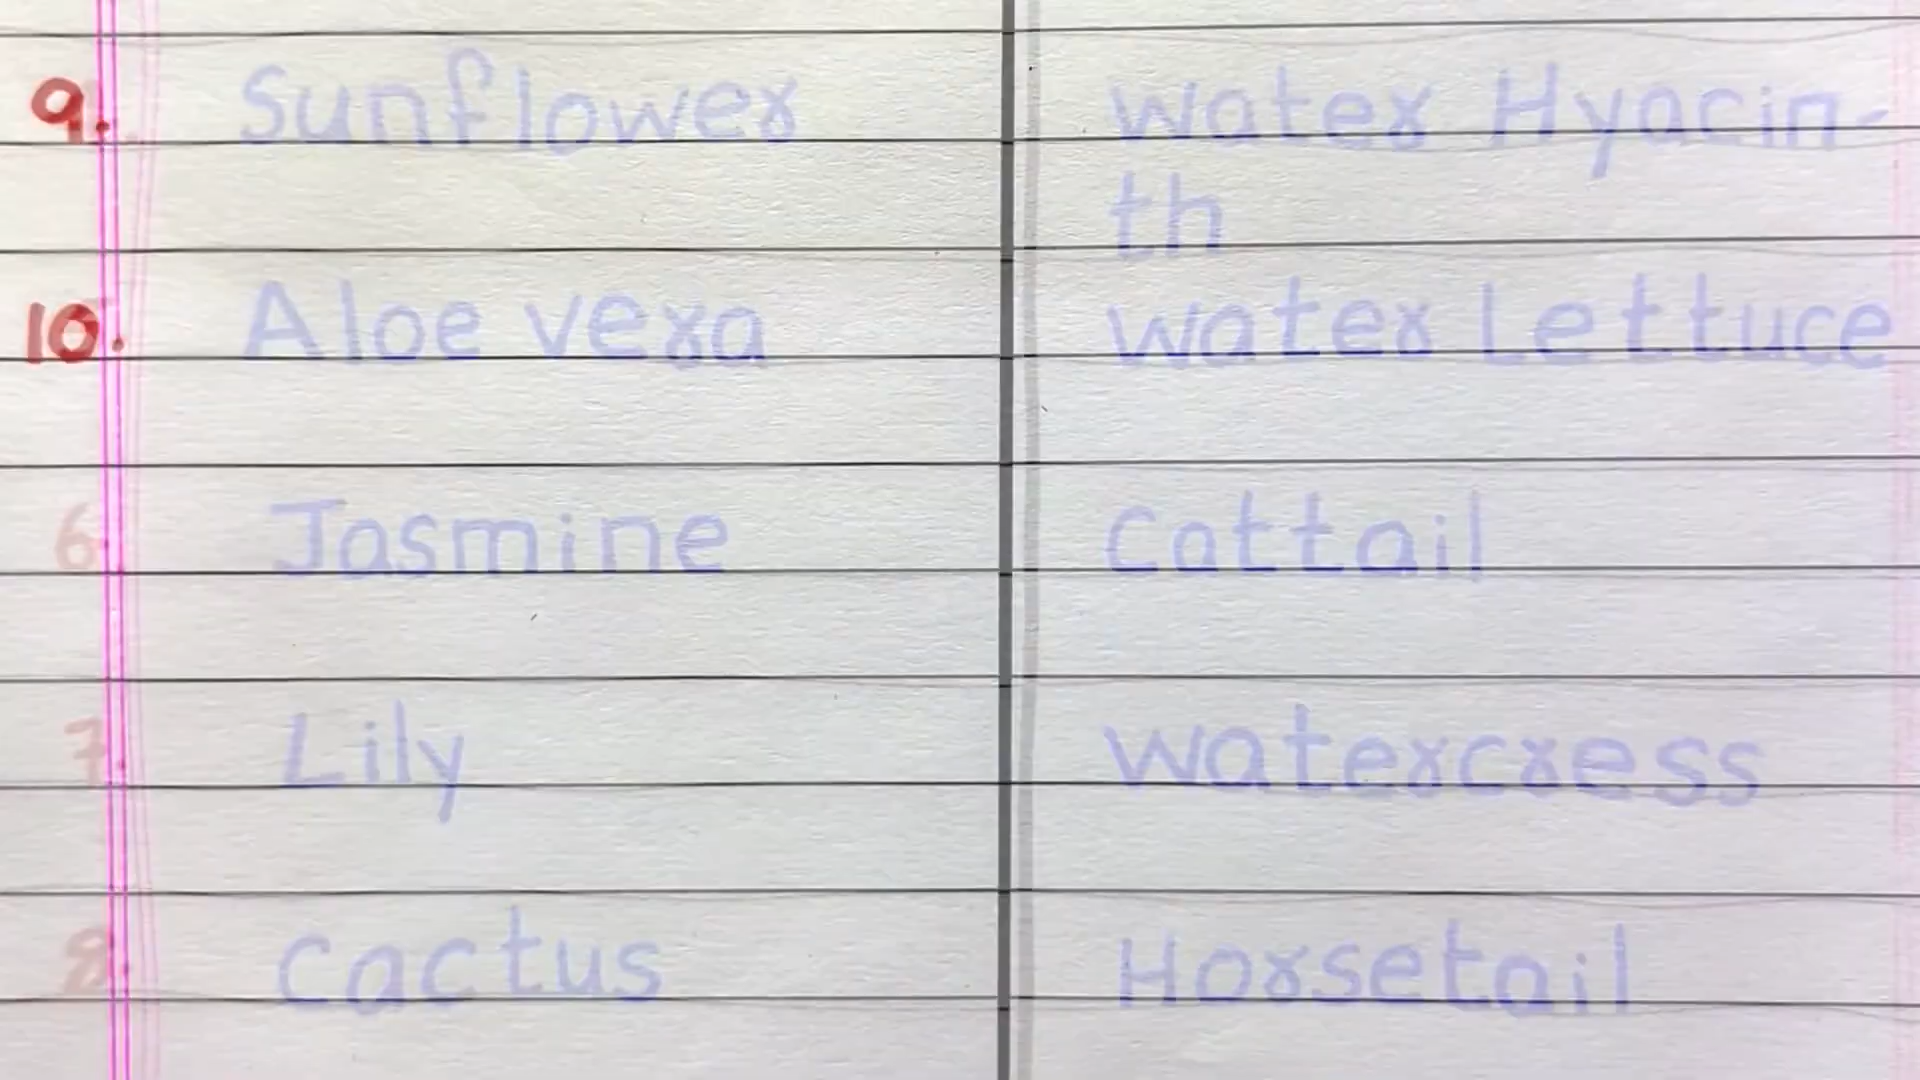 9. Sunflower water Hyacin-
th
10. Aloe vera water Lettuce
6. Jasmine Cattail
7. Lily watercress
8. Cactus Horsetail